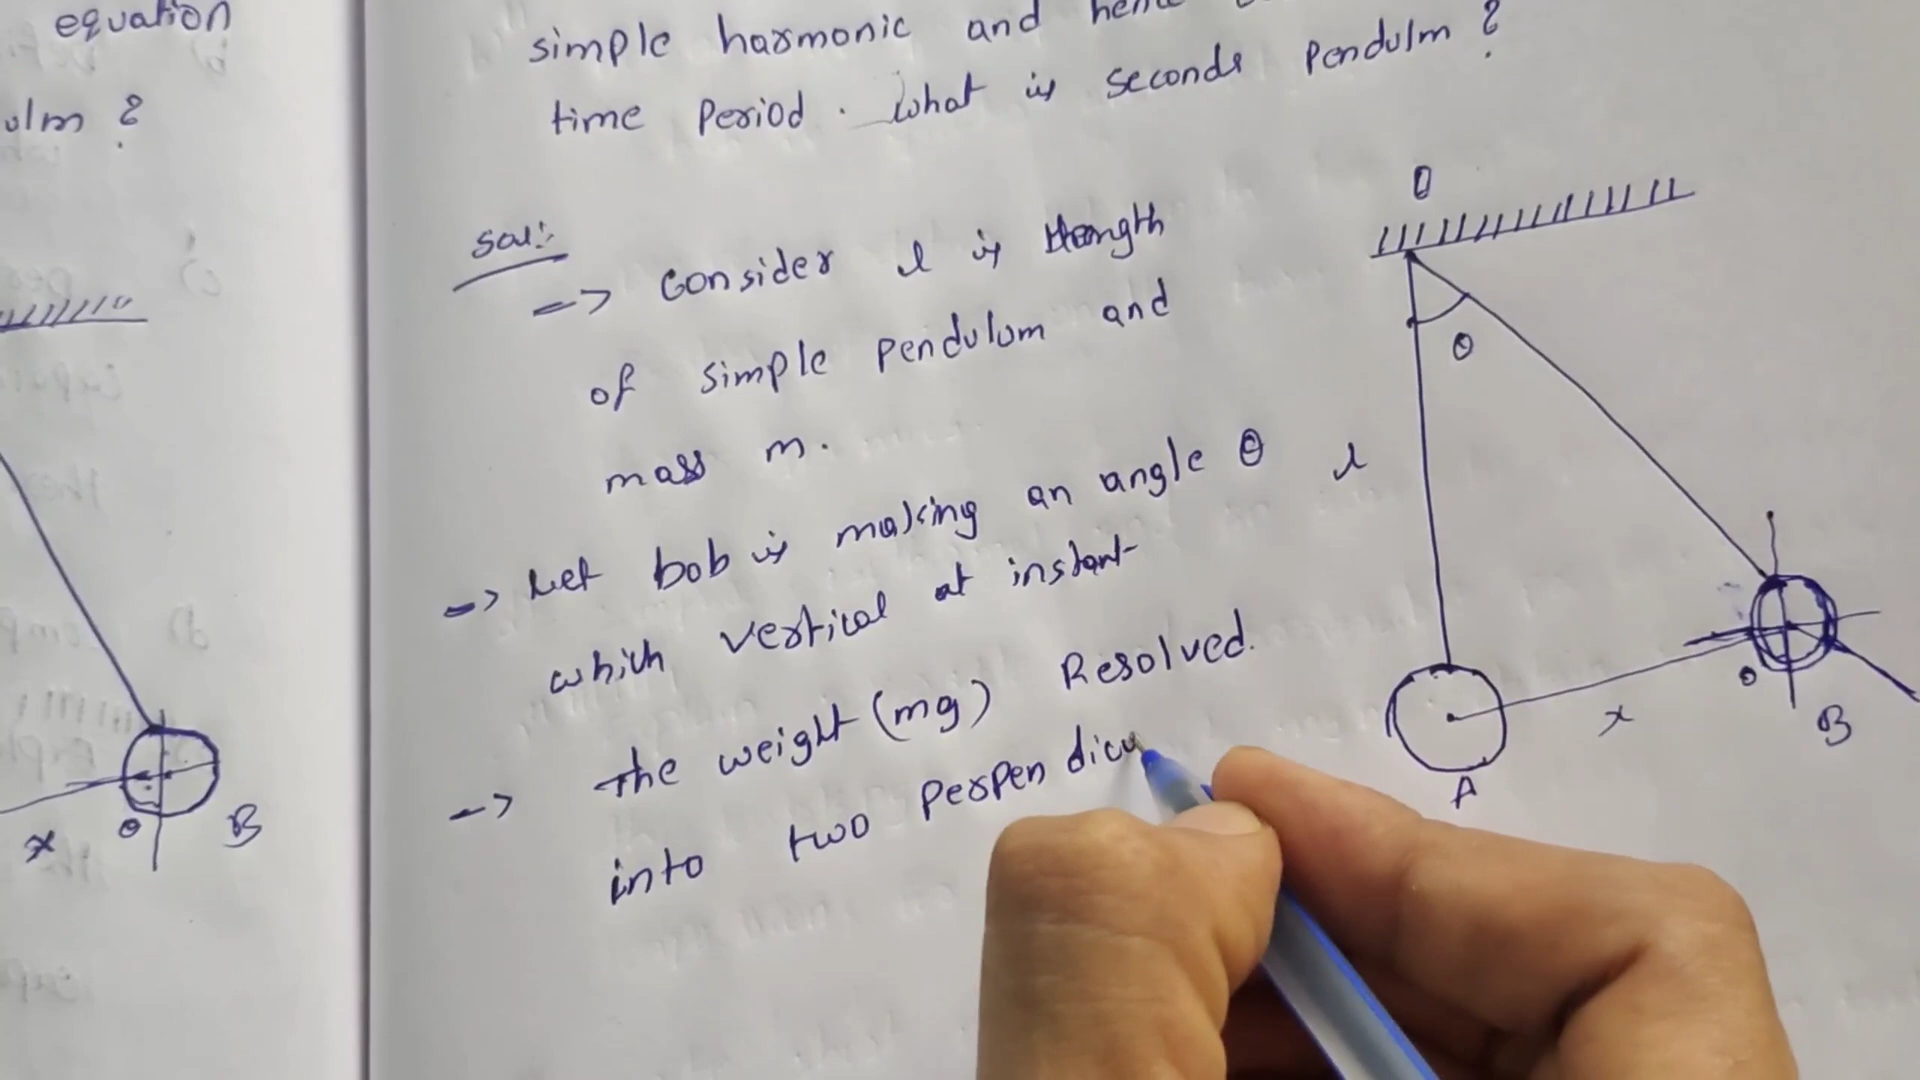 equation
?
simple harmonic and
time period . what is seconds pendulm ?
Sol:
=> Consider l is length
of simple pendulum and
mass m.
-> Let bob is making an angle θ
which vertical at instant
-> the weight (mg) Resolved.
into two perpendicu
O
θ
l
x
θ
B
A
x
θ
B